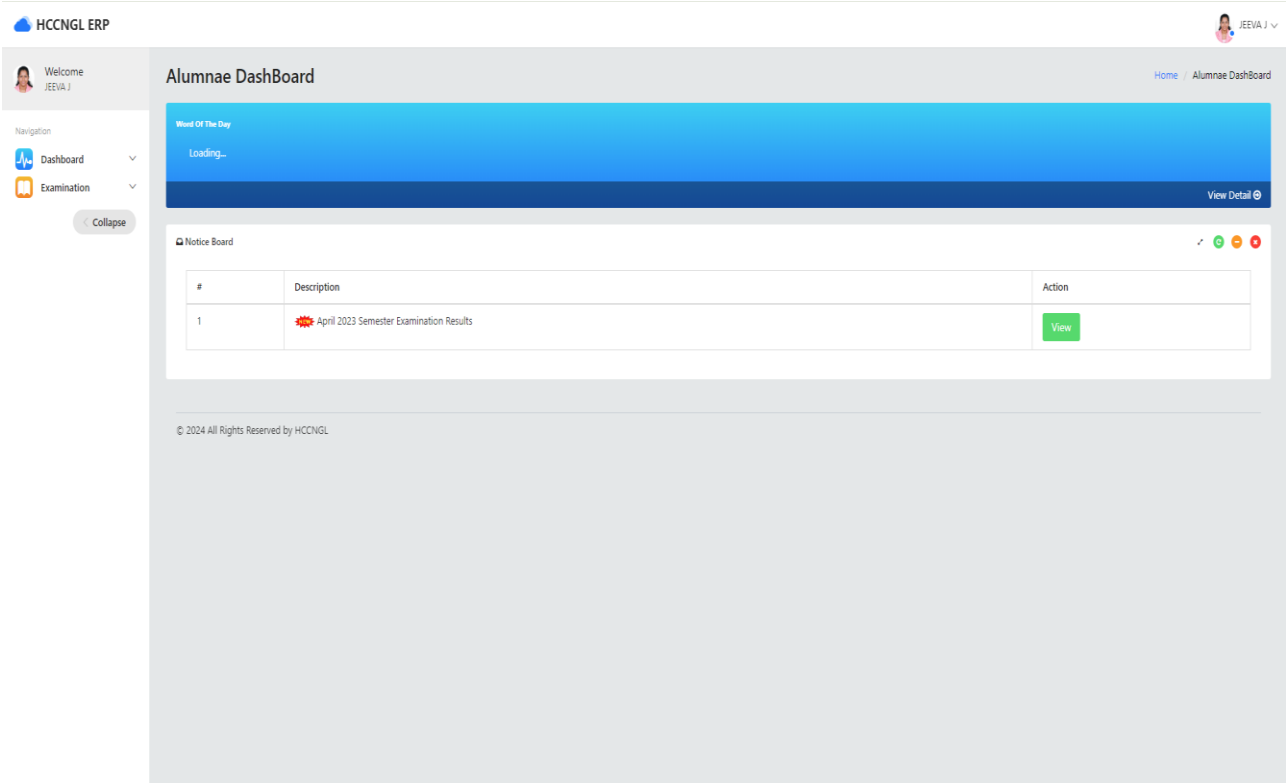 HCCNGL ERP
JEEVA J
Welcome
JEEVA J
Navigation
Dashboard
Examination
Collapse
Alumnae DashBoard
Home / Alumnae DashBoard
Word Of The Day
Loading...
View Detail
Notice Board
# Description Action
1 NEW April 2023 Semester Examination Results View
© 2024 All Rights Reserved by HCCNGL